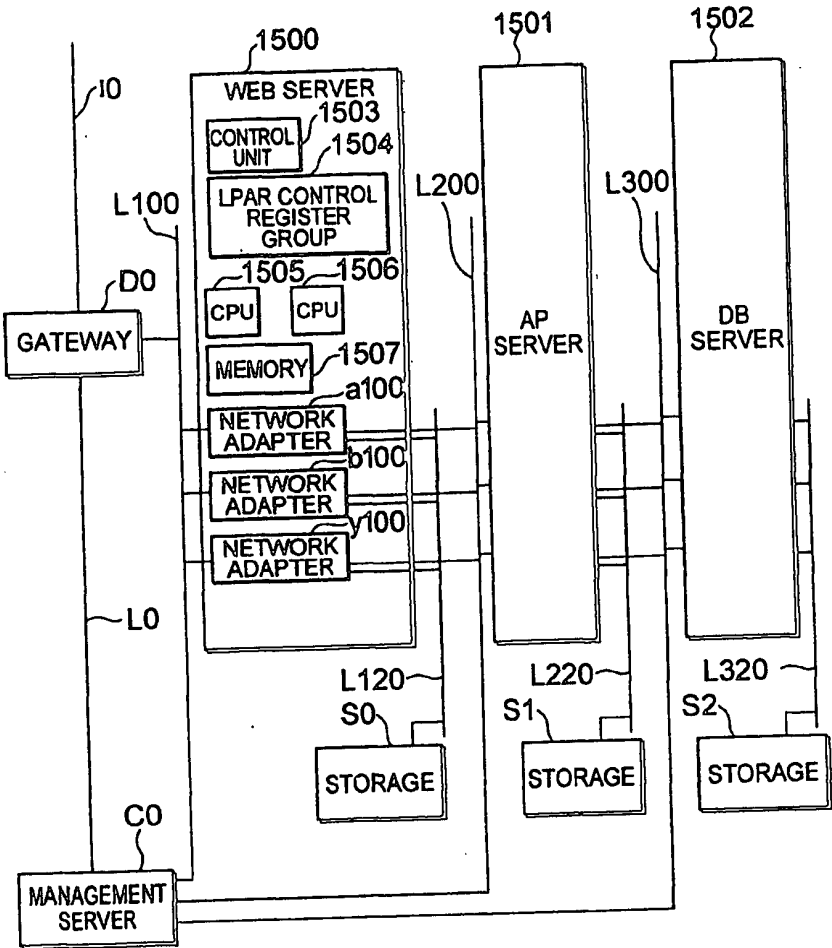 1500
1501
1502
I0
WEB SERVER
1503
CONTROL
UNIT
1504
LPAR CONTROL
REGISTER
GROUP
L100
L200
L300
D0
1505
1506
CPU
CPU
GATEWAY
AP
SERVER
DB
SERVER
MEMORY
1507
a100
NETWORK
ADAPTER
b100
NETWORK
ADAPTER
y100
NETWORK
ADAPTER
L0
L120
L220
L320
S0
S1
S2
STORAGE
STORAGE
STORAGE
C0
MANAGEMENT
SERVER